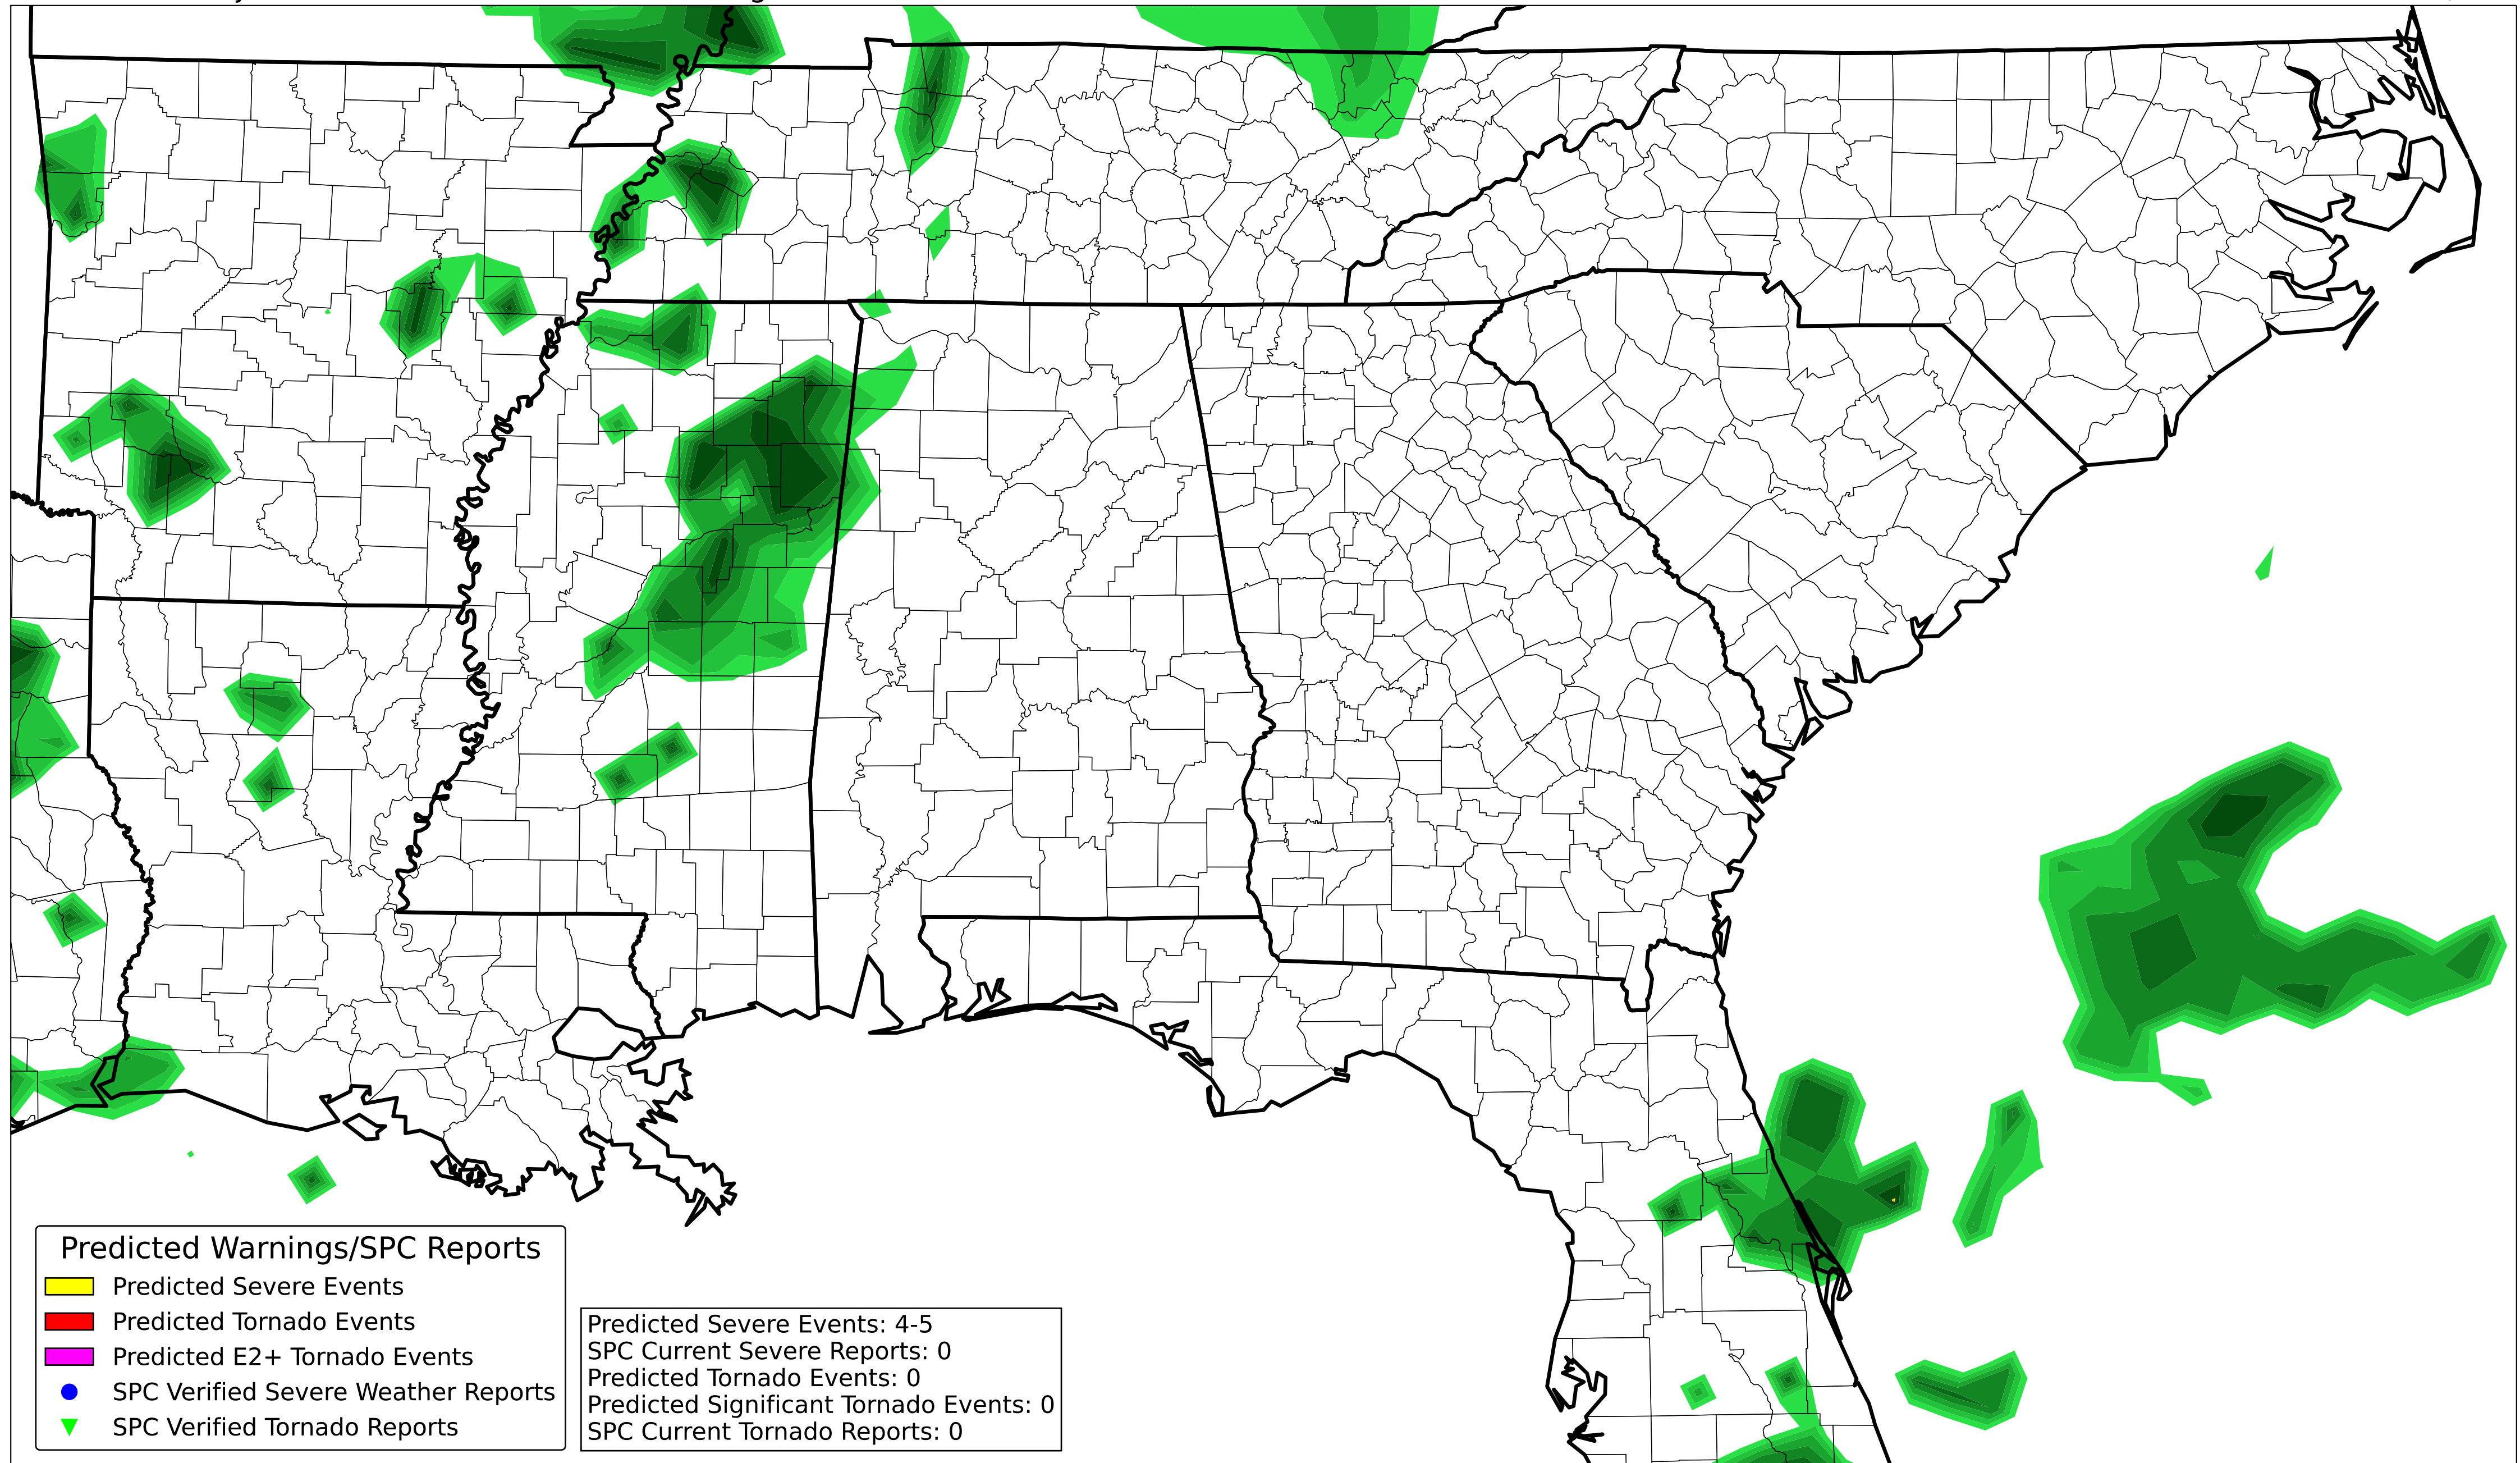 Predicted Warnings/SPC Reports
Predicted Severe Events
Predicted Tornado Events
Predicted E2+ Tornado Events
SPC Verified Severe Weather Reports
SPC Verified Tornado Reports
Predicted Severe Events: 4-5
SPC Current Severe Reports: 0
Predicted Tornado Events: 0
Predicted Significant Tornado Events: 0
SPC Current Tornado Reports: 0